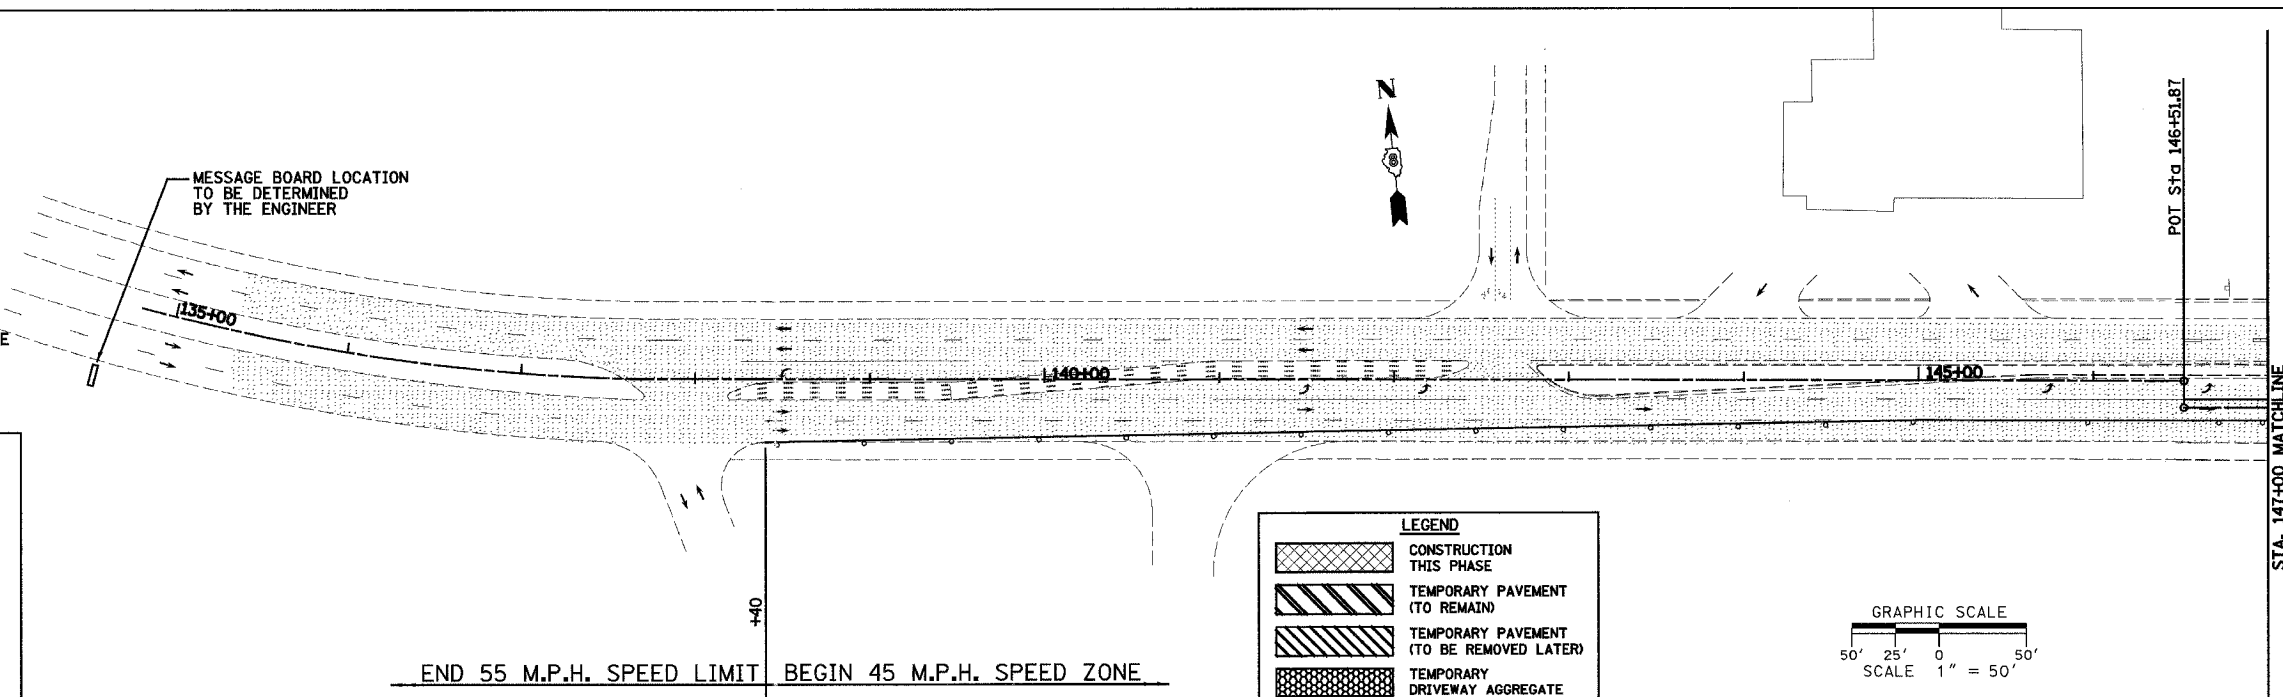 N
8
MESSAGE BOARD LOCATION
TO BE DETERMINED
BY THE ENGINEER
POT Sta 146+51.87
135+00
140+00
145+00
E
STA. 147+00 MATCHLINE
+40
END 55 M.P.H. SPEED LIMIT
BEGIN 45 M.P.H. SPEED ZONE
LEGEND
CONSTRUCTION
THIS PHASE
TEMPORARY PAVEMENT
(TO REMAIN)
TEMPORARY PAVEMENT
(TO BE REMOVED LATER)
TEMPORARY
DRIVEWAY AGGREGATE
GRAPHIC SCALE
50' 25' 0 50'
SCALE 1" = 50'